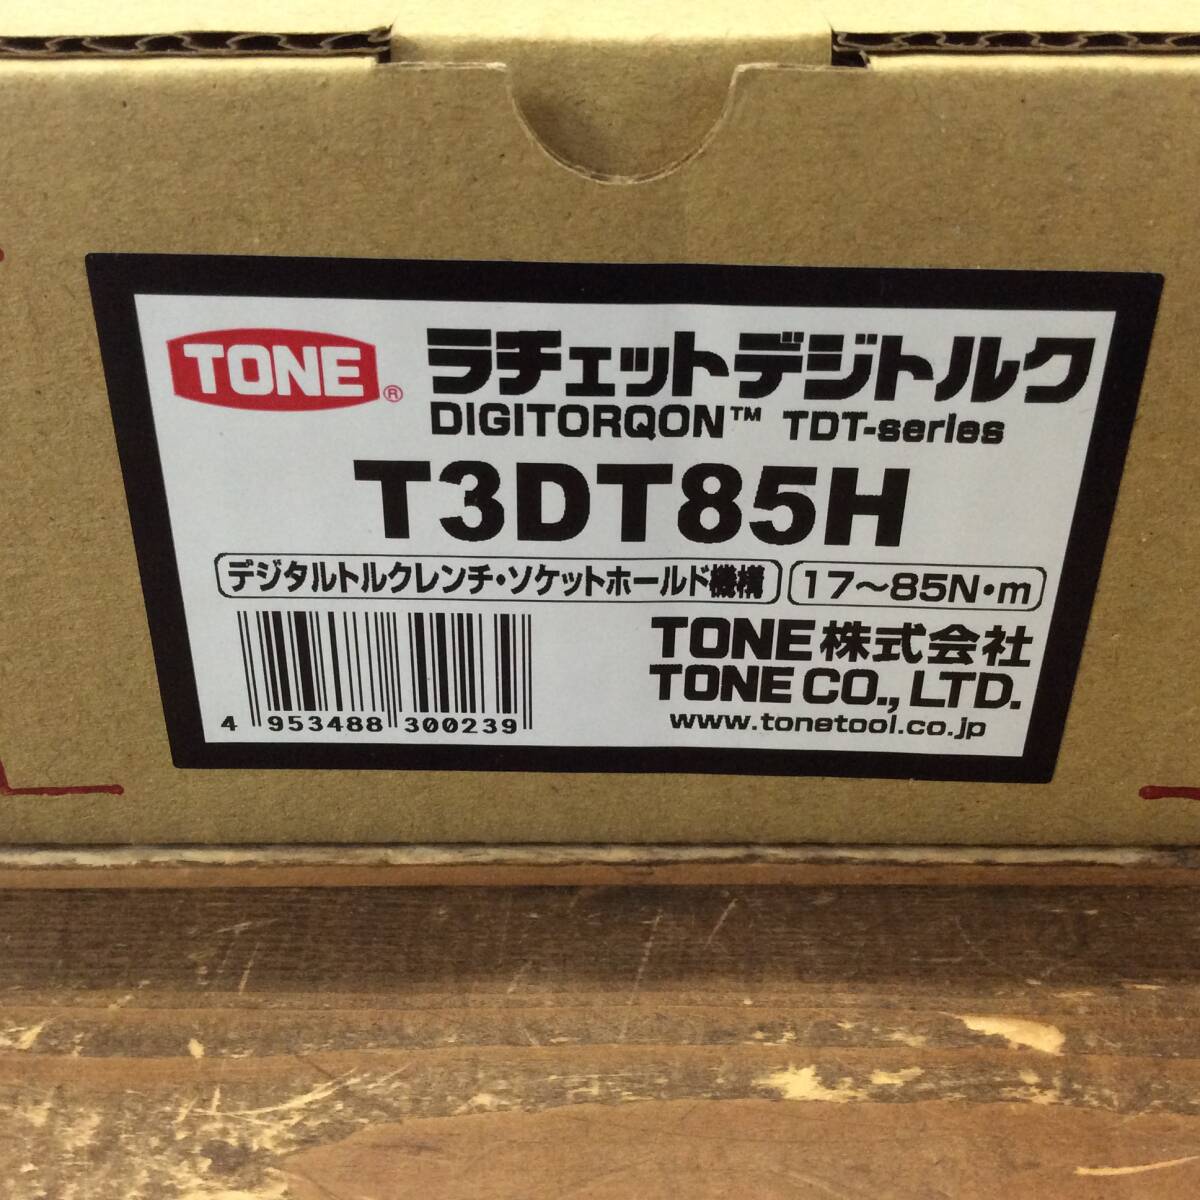 TONE®
ラチェットデジトルク
DIGITORQON™ TDT-series
T3DT85H
デジタルトルクレンチ・ソケットホールド機構
17～85N・m
TONE株式会社
TONE CO., LTD.
www.tonetool.co.jp
4 953488 300239